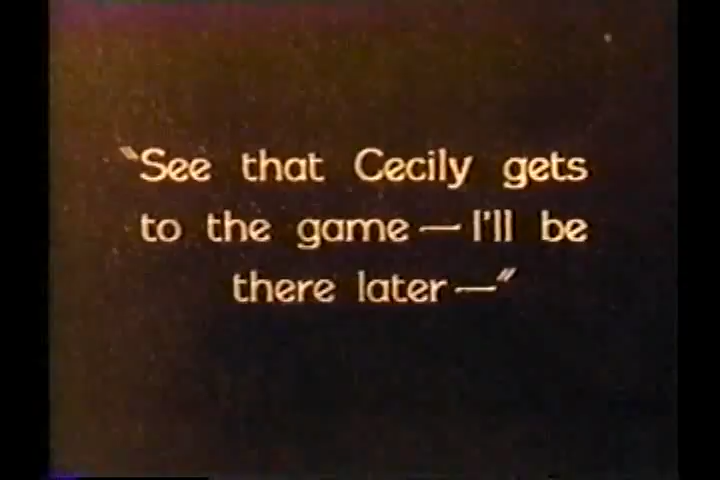 "See that Cecily gets
to the game — I'll be
there later —"